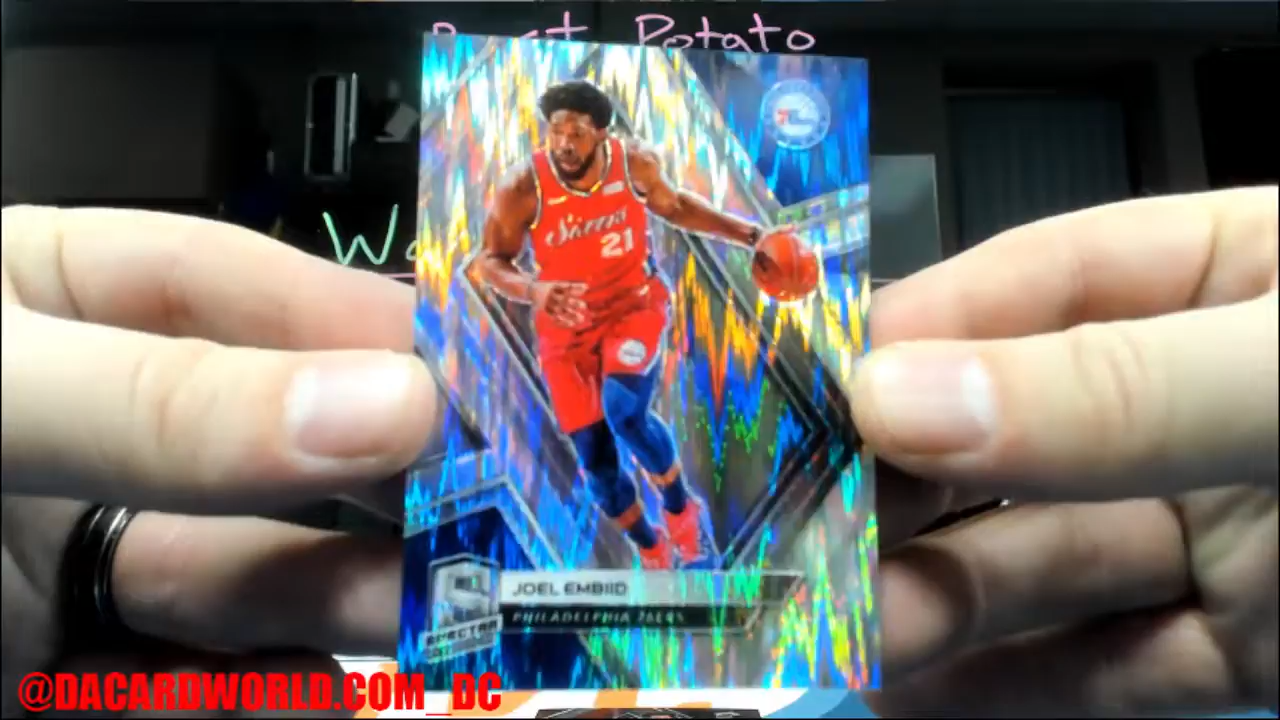 Potato
Sixers
21
JOEL EMBIID
PHILADELPHIA 76ERS
SPECTRA
@DACARDWORLD.COM_DC